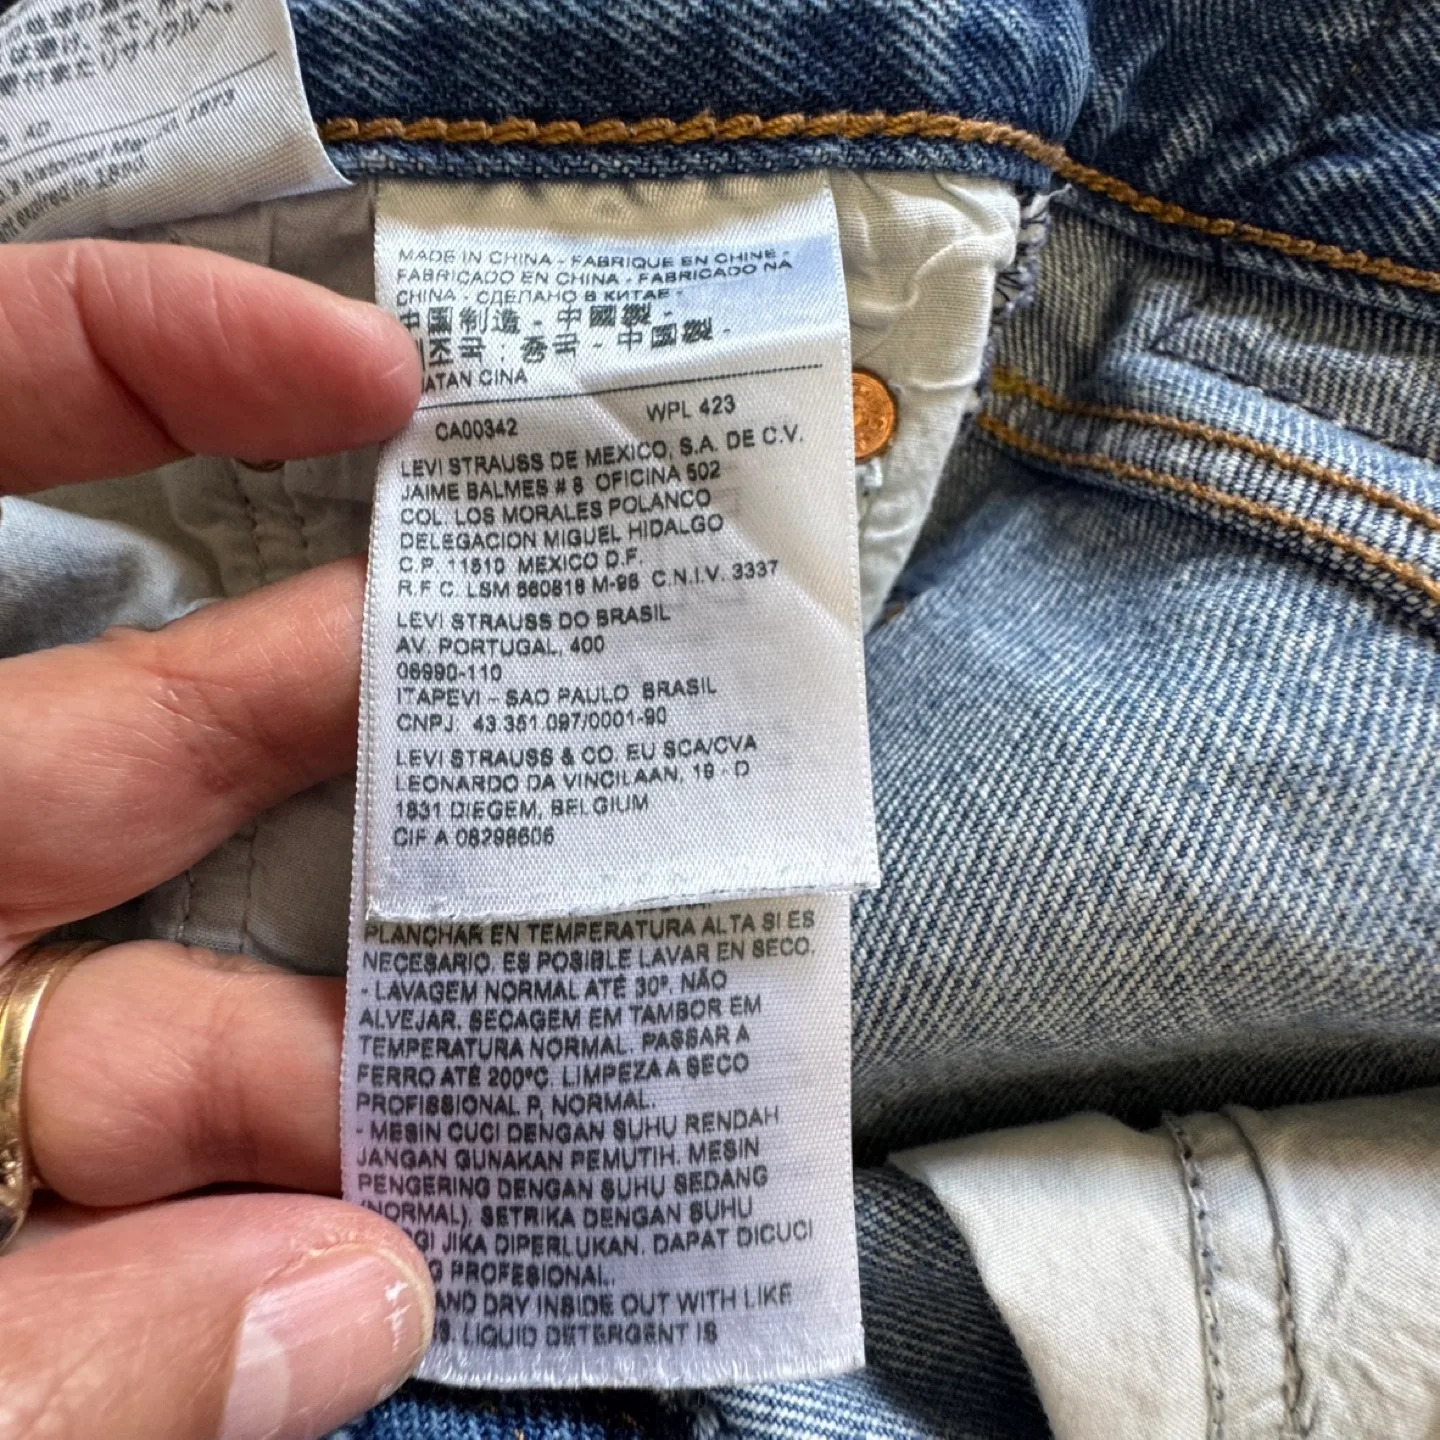 MADE IN CHINA - FABRIQUE EN CHINE -
FABRICADO EN CHINA - FABRICADO NA
CHINA - СДЕЛАНО В КИТАЕ -
中国制造 - 中國製 -
中國製 -
CINA
CA00342 WPL 423
LEVI STRAUSS DE MEXICO, S.A. DE C.V.
JAIME BALMES # 8 OFICINA 502
COL. LOS MORALES POLANCO
DELEGACION MIGUEL HIDALGO
C.P. 11510 MEXICO D.F.
R.F.C. LSM C.N.I.V. 3337
LEVI STRAUSS DO BRASIL
AV. PORTUGAL, 400
06690-110
ITAPEVI - SAO PAULO BRASIL
CNPJ. 43.351.097/0001-90
LEVI STRAUSS & CO. EU SCA/CVA
LEONARDO DA VINCILAAN, 19 - D
1831 DIEGEM, BELGIUM
CIF A 08298606
PLANCHAR EN TEMPERATURA ALTA SI ES
NECESARIO. ES POSIBLE LAVAR EN SECO.
- LAVAGEM NORMAL ATÉ 30º. NÃO
ALVEJAR. SECAGEM EM TAMBOR EM
TEMPERATURA NORMAL. PASSAR A
FERRO ATÉ 200ºC. LIMPEZA A SECO
PROFISSIONAL P, NORMAL.
- MESIN CUCI DENGAN SUHU RENDAH
JANGAN GUNAKAN PEMUTIH. MESIN
PENGERING DENGAN SUHU SEDANG
(NORMAL). SETRIKA DENGAN SUHU
JIKA DIPERLUKAN. DAPAT DICUCI
PROFESIONAL.
AND DRY INSIDE OUT WITH LIKE
LIQUID DETERGENT IS